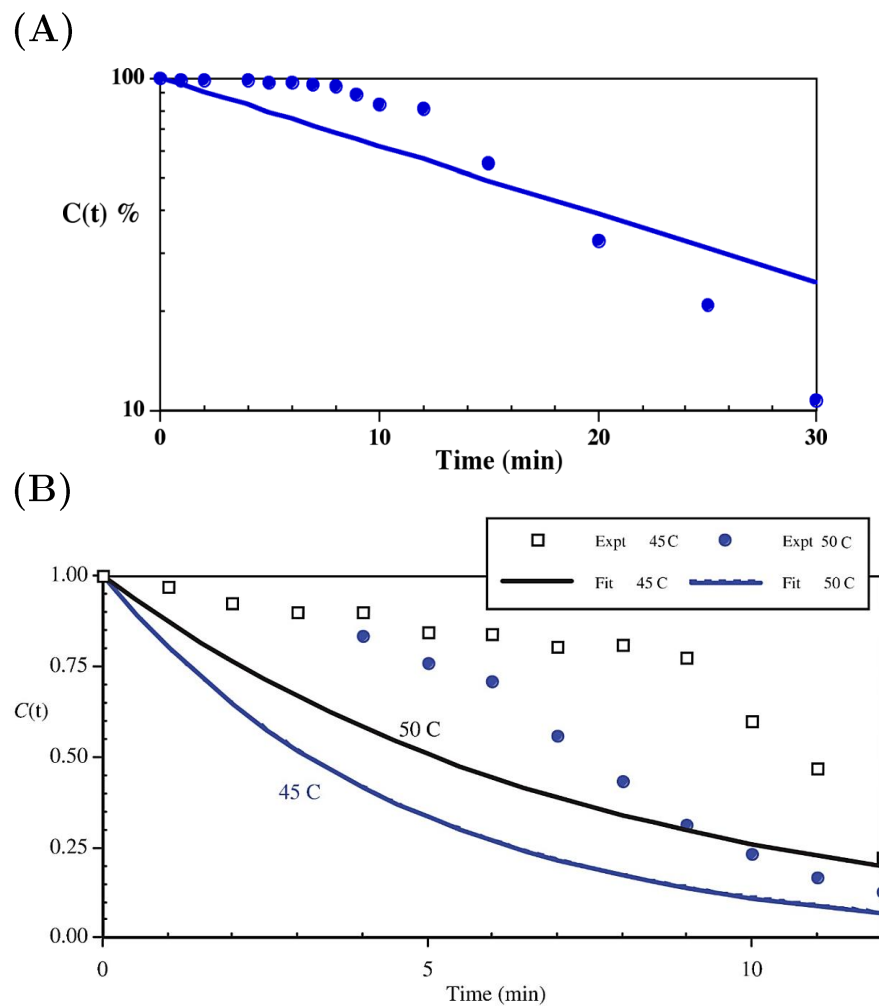 (A)
100
C(t) %
10
0 10 20 30
Time (min)
(B)
Expt 45 C Expt 50 C
Fit 45 C Fit 50 C
1.00
0.75
C(t)
50 C
0.50
45 C
0.25
0.00
0 5 10
Time (min)